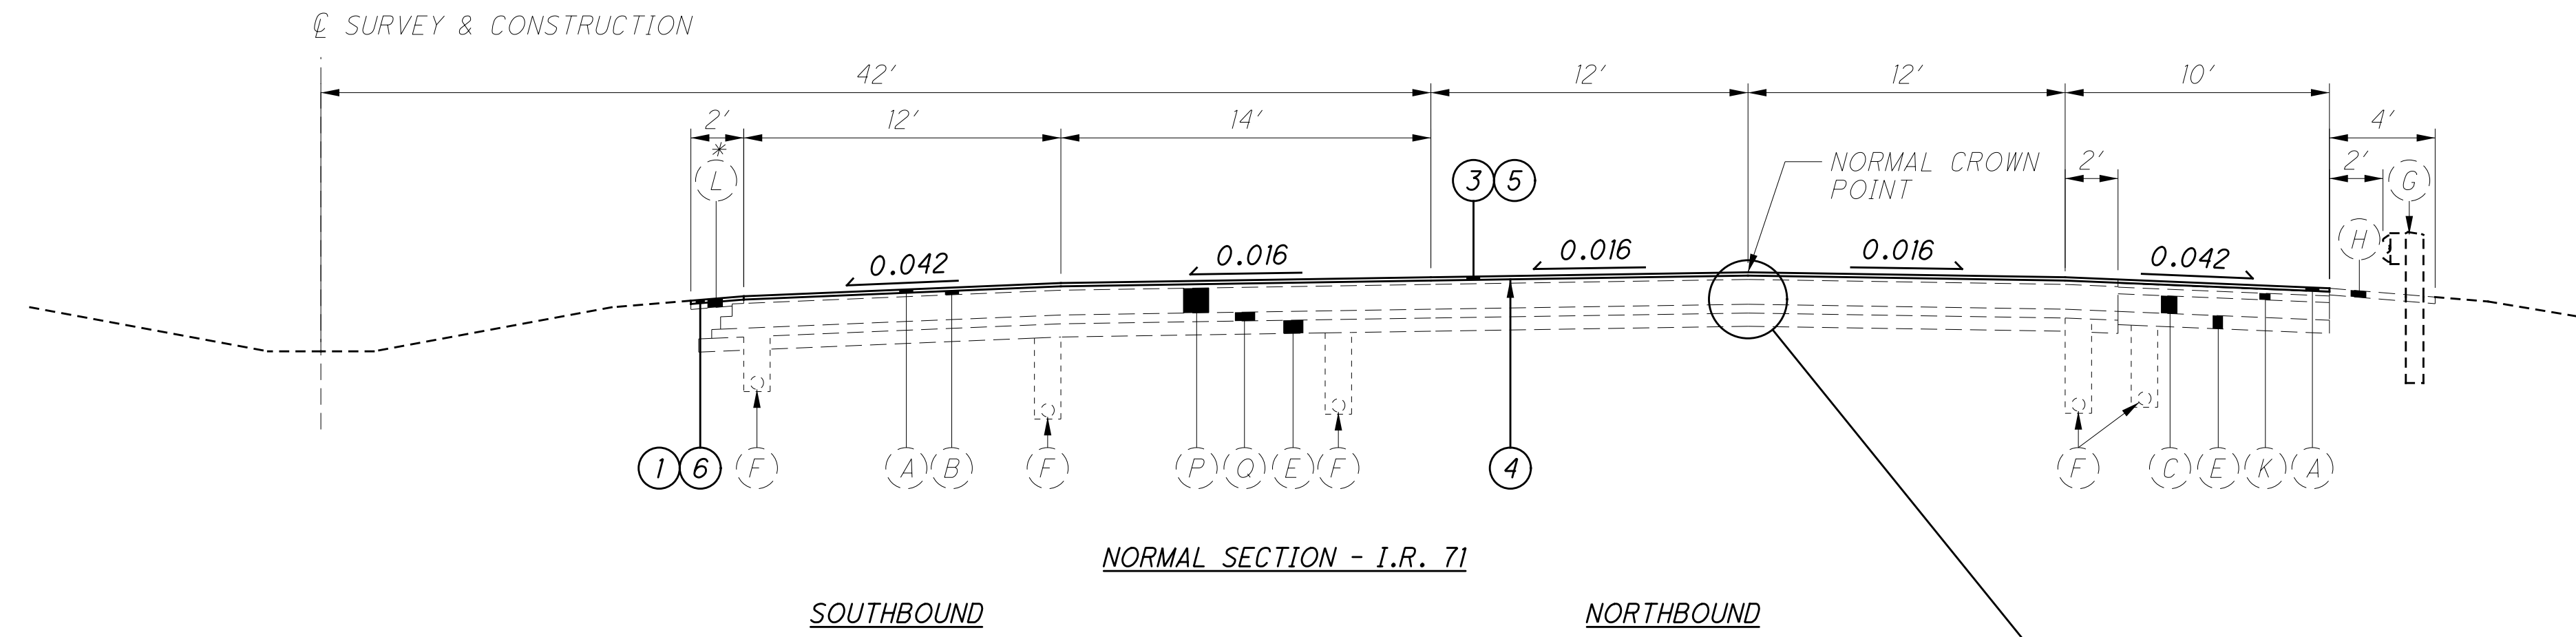 ℄ SURVEY & CONSTRUCTION
42' 12' 12' 10'
2' 12' 14' 4'
* NORMAL CROWN 2' 2'
L 3 5 POINT G
H
0.042 0.016 0.016 0.016 0.042
1 6 F A B F P Q E F 4 F C E K A
NORMAL SECTION - I.R. 71
SOUTHBOUND NORTHBOUND